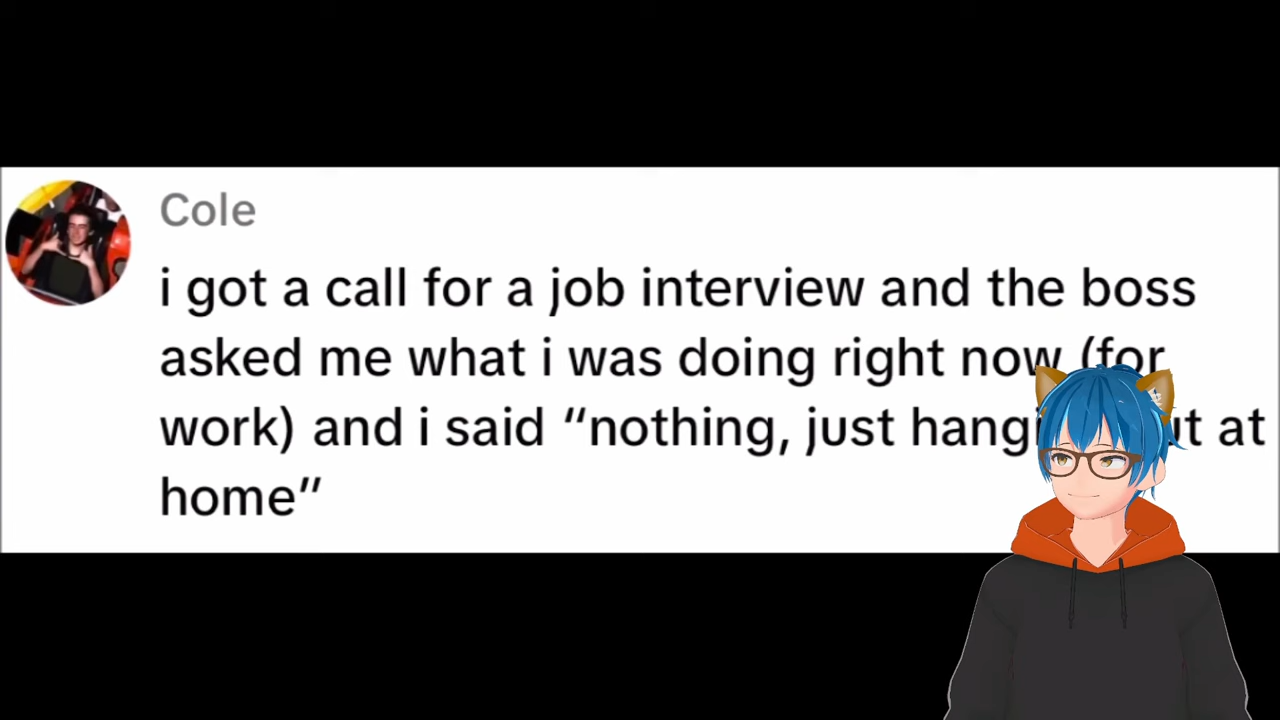 Cole
i got a call for a job interview and the boss
asked me what i was doing right now (for
work) and i said “nothing, just at
home”